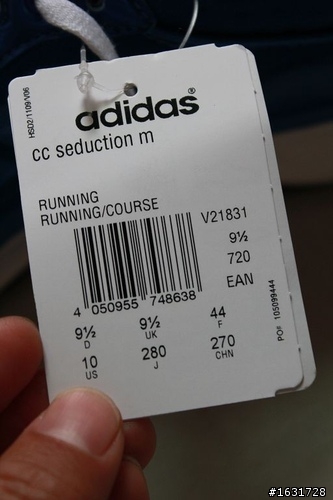 HSD2/1109/V06
adidas®
cc seduction m
RUNNING
RUNNING/COURSE
V21831
9½
720
EAN
4 050955 748638
9½ 9½ 44
D UK F
10 280 270
US J CHN
PO# 105099444
#1631728